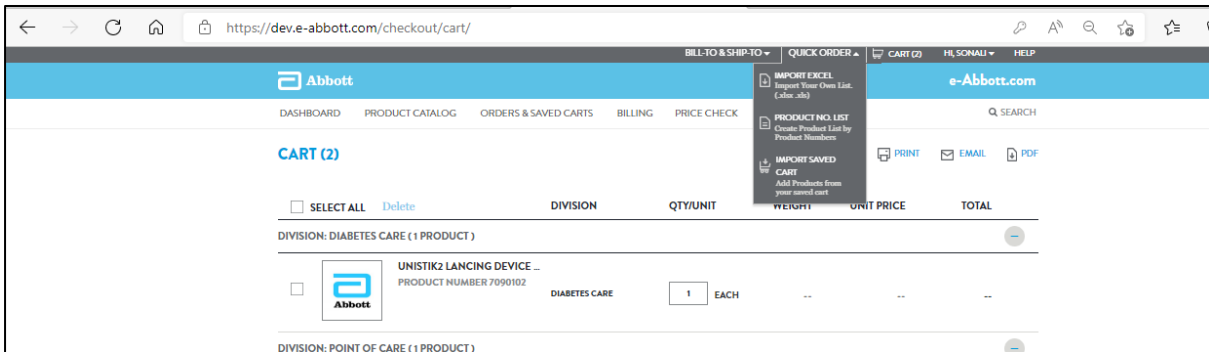 https://dev.e-abbott.com/checkout/cart/
BILL-TO & SHIP-TO QUICK ORDER CART (2) HI, SONALI HELP
Abbott
e-Abbott.com
DASHBOARD PRODUCT CATALOG ORDERS & SAVED CARTS BILLING PRICE CHECK
SEARCH
IMPORT EXCEL
Import Your Own List.
(.xlsx .xls)
PRODUCT NO. LIST
Create Product List by
Product Numbers
IMPORT SAVED
CART
Add Products from
your saved cart
CART (2)
PRINT EMAIL PDF
SELECT ALL Delete DIVISION QTY/UNIT WEIGHT UNIT PRICE TOTAL
DIVISION: DIABETES CARE ( 1 PRODUCT )
Abbott
UNISTIK2 LANCING DEVICE ...
PRODUCT NUMBER 7090102
DIABETES CARE 1 EACH -- -- --
DIVISION: POINT OF CARE ( 1 PRODUCT )